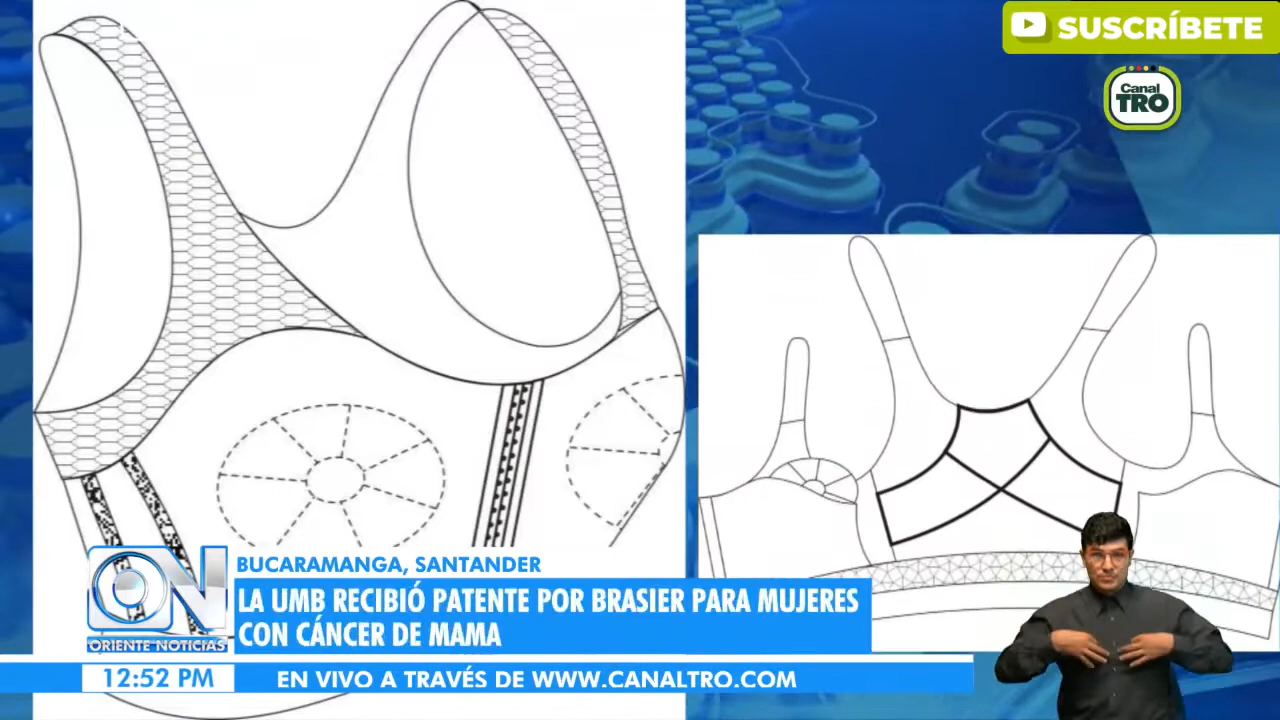 SUSCRÍBETE
Canal
TRO
BUCARAMANGA, SANTANDER
LA UMB RECIBIÓ PATENTE POR BRASIER PARA MUJERES
CON CÁNCER DE MAMA
ON
ORIENTE NOTICIAS
12:52 PM
EN VIVO A TRAVÉS DE WWW.CANALTRO.COM